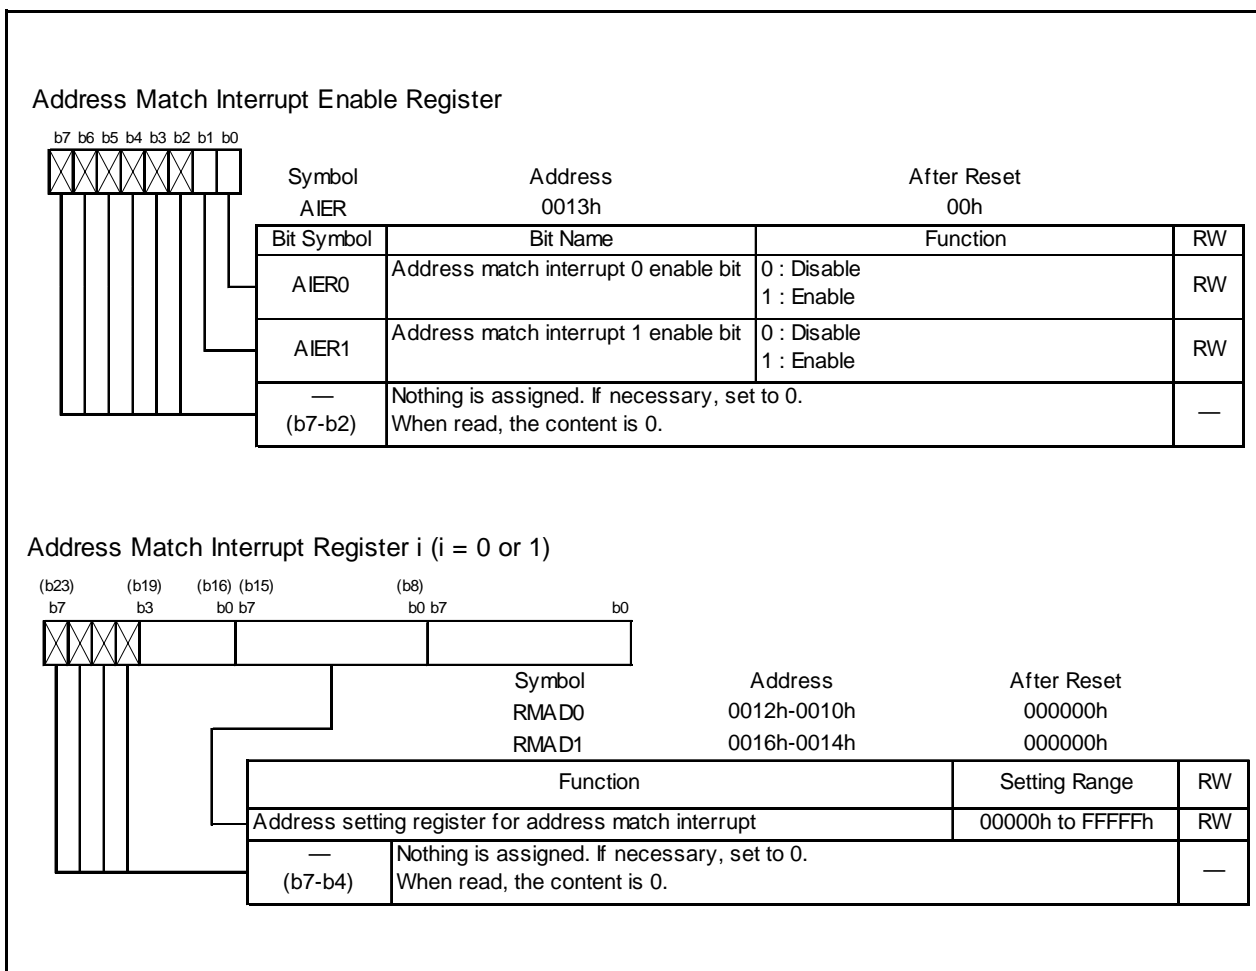 Address Match Interrupt Enable Register
b7 b6 b5 b4 b3 b2 b1 b0
Symbol Address After Reset
AIER 0013h 00h
Bit Symbol Bit Name Function RW
AIER0 Address match interrupt 0 enable bit 0 : Disable RW
1 : Enable
AIER1 Address match interrupt 1 enable bit 0 : Disable RW
1 : Enable
— Nothing is assigned. If necessary, set to 0. —
(b7-b2) When read, the content is 0.
Address Match Interrupt Register i (i = 0 or 1)
(b23) (b19) (b16) (b15) (b8)
b7 b3 b0 b7 b0 b7 b0
Symbol Address After Reset
RMAD0 0012h-0010h 000000h
RMAD1 0016h-0014h 000000h
Function Setting Range RW
Address setting register for address match interrupt 00000h to FFFFFh RW
— Nothing is assigned. If necessary, set to 0. —
(b7-b4) When read, the content is 0.